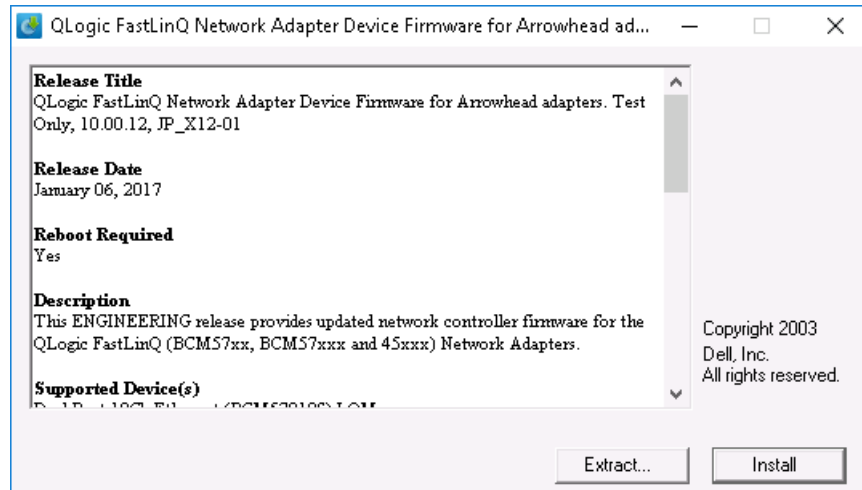 QLogic FastLinQ Network Adapter Device Firmware for Arrowhead ad...
Release Title
QLogic FastLinQ Network Adapter Device Firmware for Arrowhead adapters. Test
Only, 10.00.12, JP_X12-01
Release Date
January 06, 2017
Reboot Required
Yes
Description
This ENGINEERING release provides updated network controller firmware for the
QLogic FastLinQ (BCM57xx, BCM57xxx and 45xxx) Network Adapters.
Supported Device(s)
Copyright 2003
Dell, Inc.
All rights reserved.
Extract...
Install